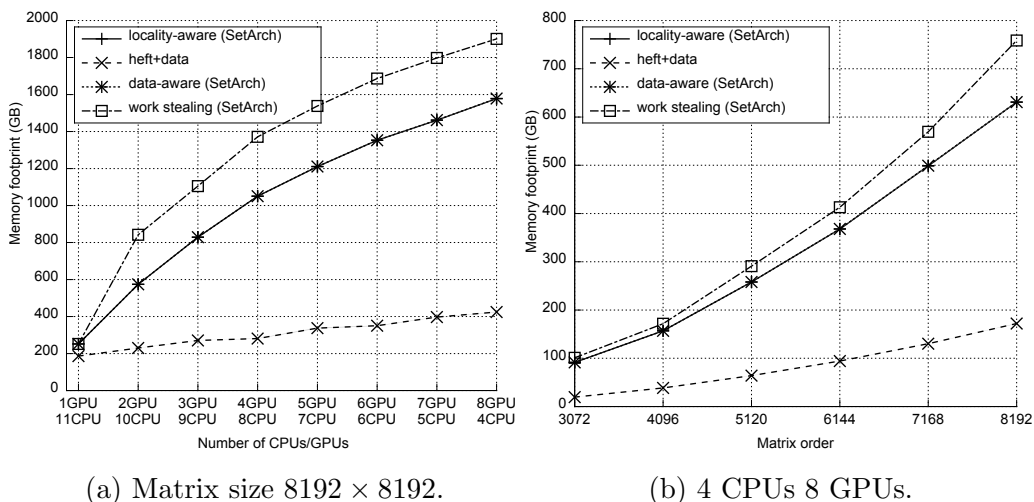 2000
1800
1600
1400
1200
1000
800
600
400
200
0
Memory footprint (GB)
locality-aware (SetArch)
heft+data
data-aware (SetArch)
work stealing (SetArch)
1GPU 2GPU 3GPU 4GPU 5GPU 6GPU 7GPU 8GPU
11CPU 10CPU 9CPU 8CPU 7CPU 6CPU 5CPU 4CPU
Number of CPUs/GPUs
(a) Matrix size 8192 × 8192.
800
700
600
500
400
300
200
100
0
Memory footprint (GB)
locality-aware (SetArch)
heft+data
data-aware (SetArch)
work stealing (SetArch)
3072 4096 5120 6144 7168 8192
Matrix order
(b) 4 CPUs 8 GPUs.